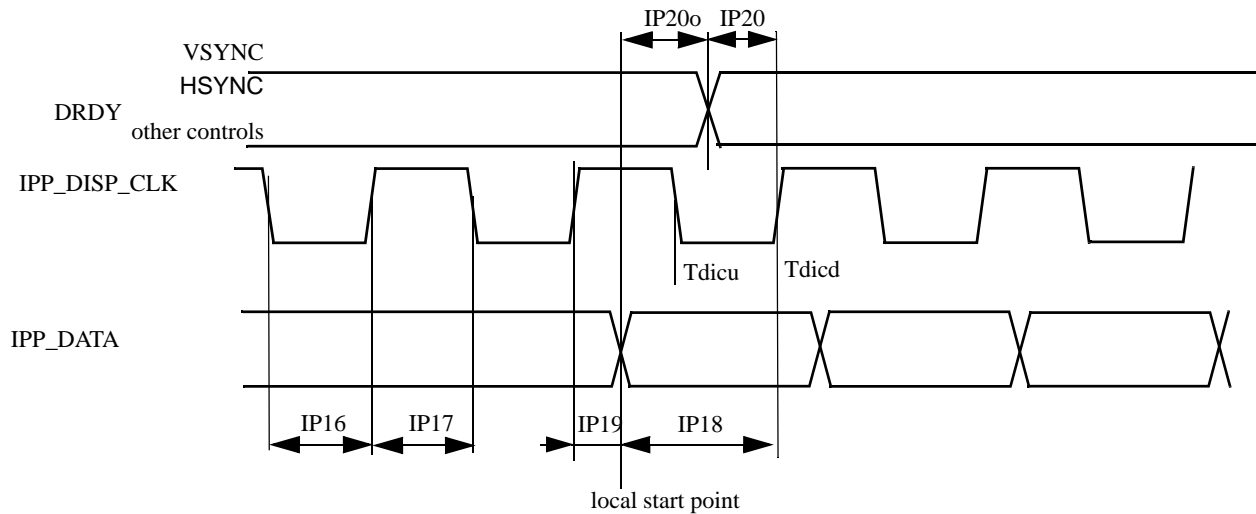 IP20o IP20
VSYNC
HSYNC
DRDY
other controls
IPP_DISP_CLK
Tdicu Tdicd
IPP_DATA
IP16 IP17 IP19 IP18
local start point